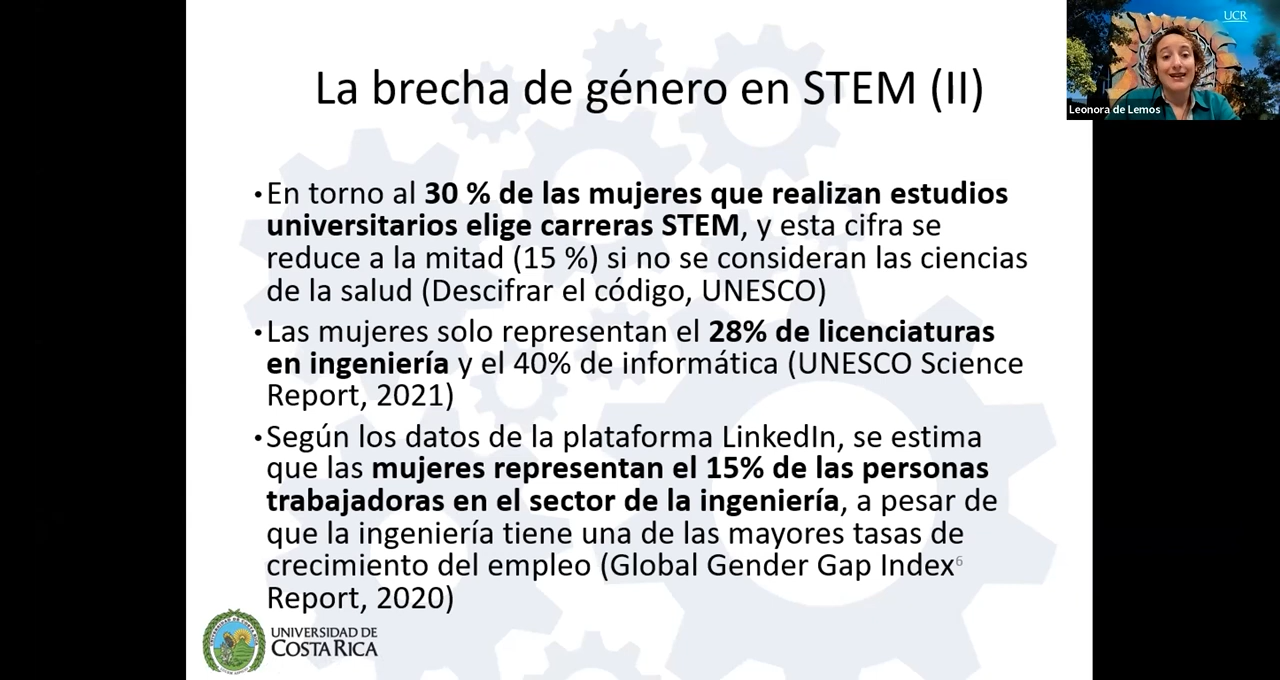 La brecha de género en STEM (II)
UCR
Leonora de Lemos
• En torno al 30 % de las mujeres que realizan estudios
universitarios elige carreras STEM, y esta cifra se
reduce a la mitad (15 %) si no se consideran las ciencias
de la salud (Descifrar el código, UNESCO)
• Las mujeres solo representan el 28% de licenciaturas
en ingeniería y el 40% de informática (UNESCO Science
Report, 2021)
• Según los datos de la plataforma LinkedIn, se estima
que las mujeres representan el 15% de las personas
trabajadoras en el sector de la ingeniería, a pesar de
que la ingeniería tiene una de las mayores tasas de
crecimiento del empleo (Global Gender Gap Index 6
Report, 2020)
UNIVERSIDAD DE
COSTA RICA